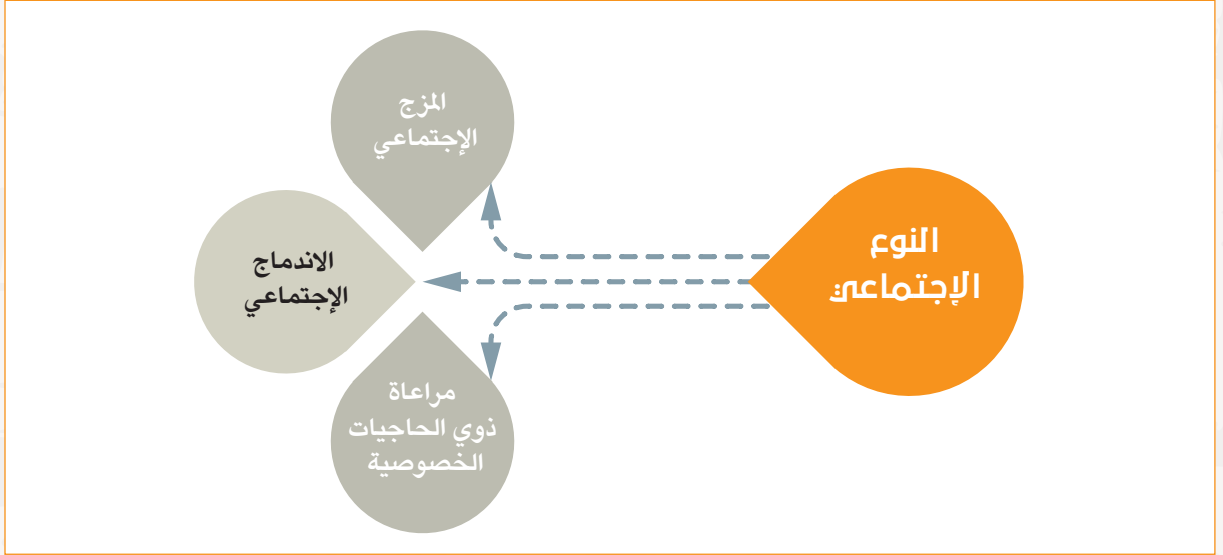 النوع
الإجتماعي
المزج
الإجتماعي
الاندماج
الإجتماعي
مراعاة
ذوي الحاجيات
الخصوصية